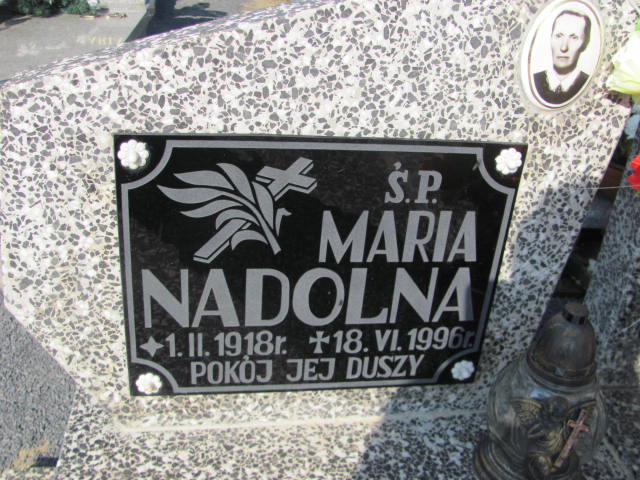 Ś.P.
MARIA
NADOLNA
1.II.1918r. 18.VI.1996r.
POKÓJ JEJ DUSZY